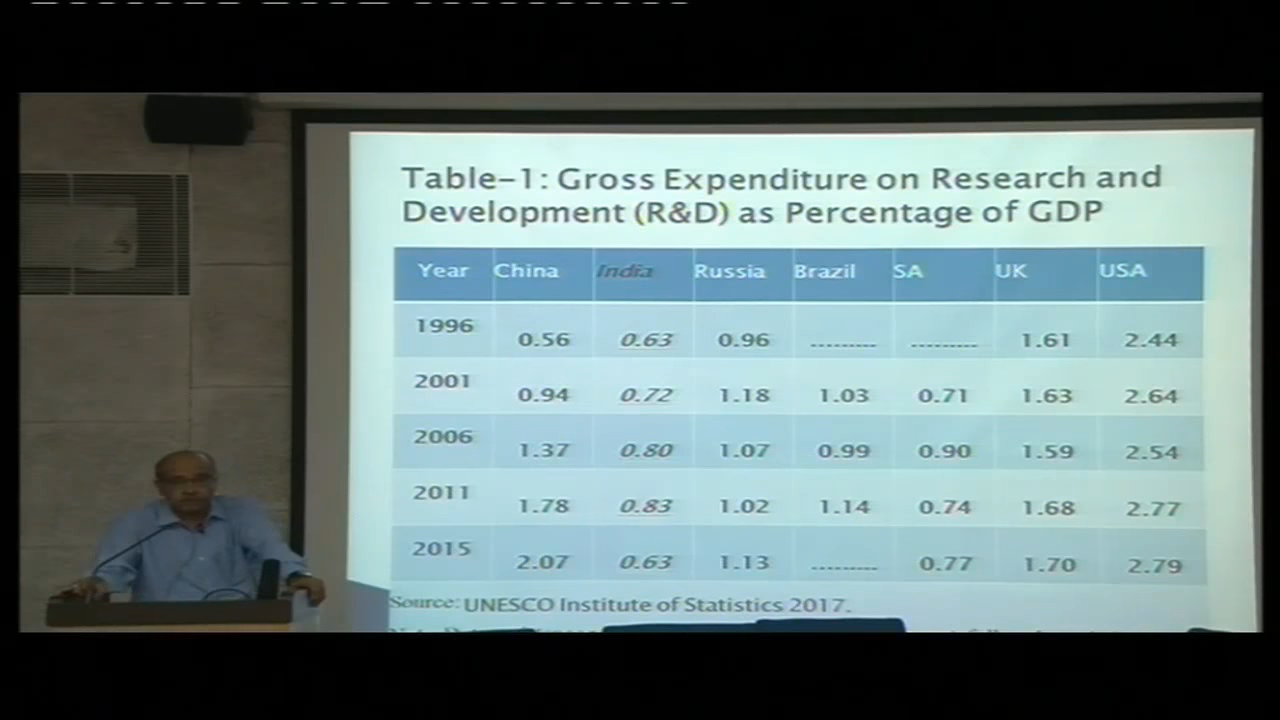 Table-1: Gross Expenditure on Research and
Development (R&D) as Percentage of GDP
Year China India Russia Brazil SA UK USA
1996 0.56 0.63 0.96 ......... ......... 1.61 2.44
2001 0.94 0.72 1.18 1.03 0.71 1.63 2.64
2006 1.37 0.80 1.07 0.99 0.90 1.59 2.54
2011 1.78 0.83 1.02 1.14 0.74 1.68 2.77
2015 2.07 0.63 1.13 ......... 0.77 1.70 2.79
Source: UNESCO Institute of Statistics 2017.